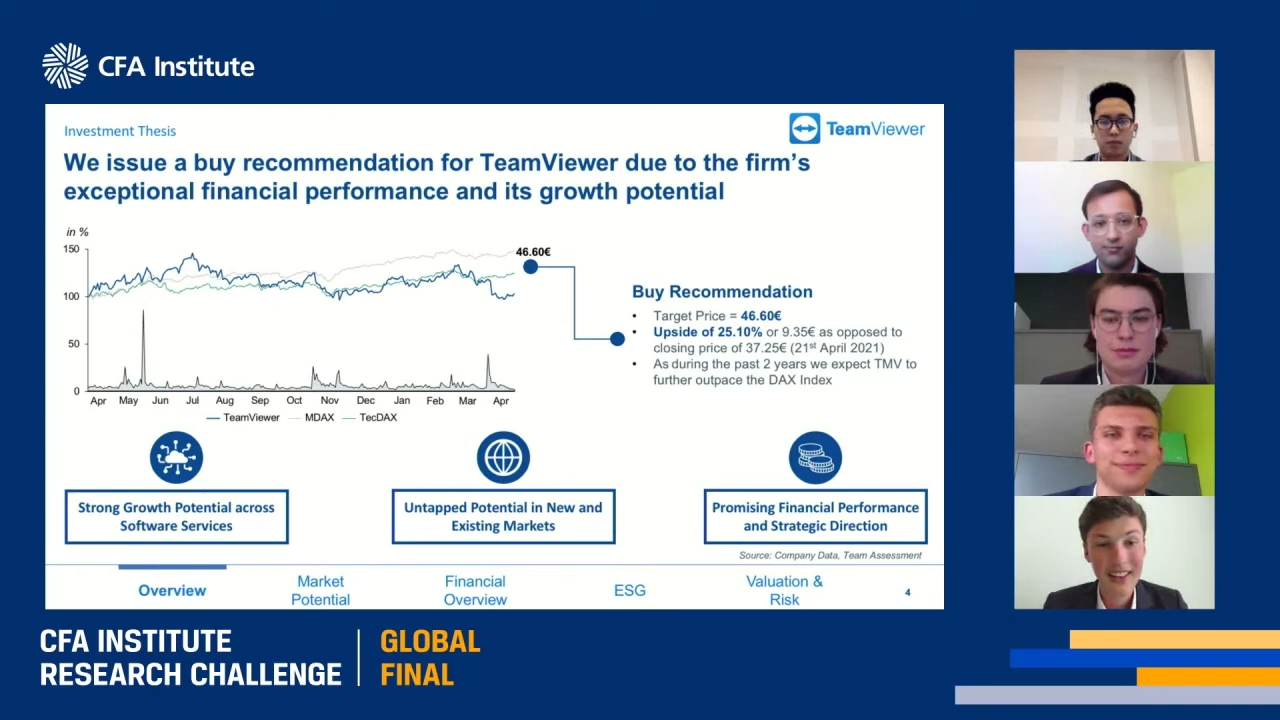 CFA Institute
Investment Thesis
TeamViewer
We issue a buy recommendation for TeamViewer due to the firm's
exceptional financial performance and its growth potential
in %
150
100
50
0
46.60€
Apr May Jun Jul Aug Sep Oct Nov Dec Jan Feb Mar Apr
TeamViewer MDAX TecDAX
Buy Recommendation
• Target Price = 46.60€
• Upside of 25.10% or 9.35€ as opposed to
closing price of 37.25€ (21st April 2021)
• As during the past 2 years we expect TMV to
further outpace the DAX Index
Strong Growth Potential across
Software Services
Untapped Potential in New and
Existing Markets
Promising Financial Performance
and Strategic Direction
Source: Company Data, Team Assessment
Overview
Market
Potential
Financial
Overview
ESG
Valuation &
Risk
4
CFA INSTITUTE
RESEARCH CHALLENGE
GLOBAL
FINAL